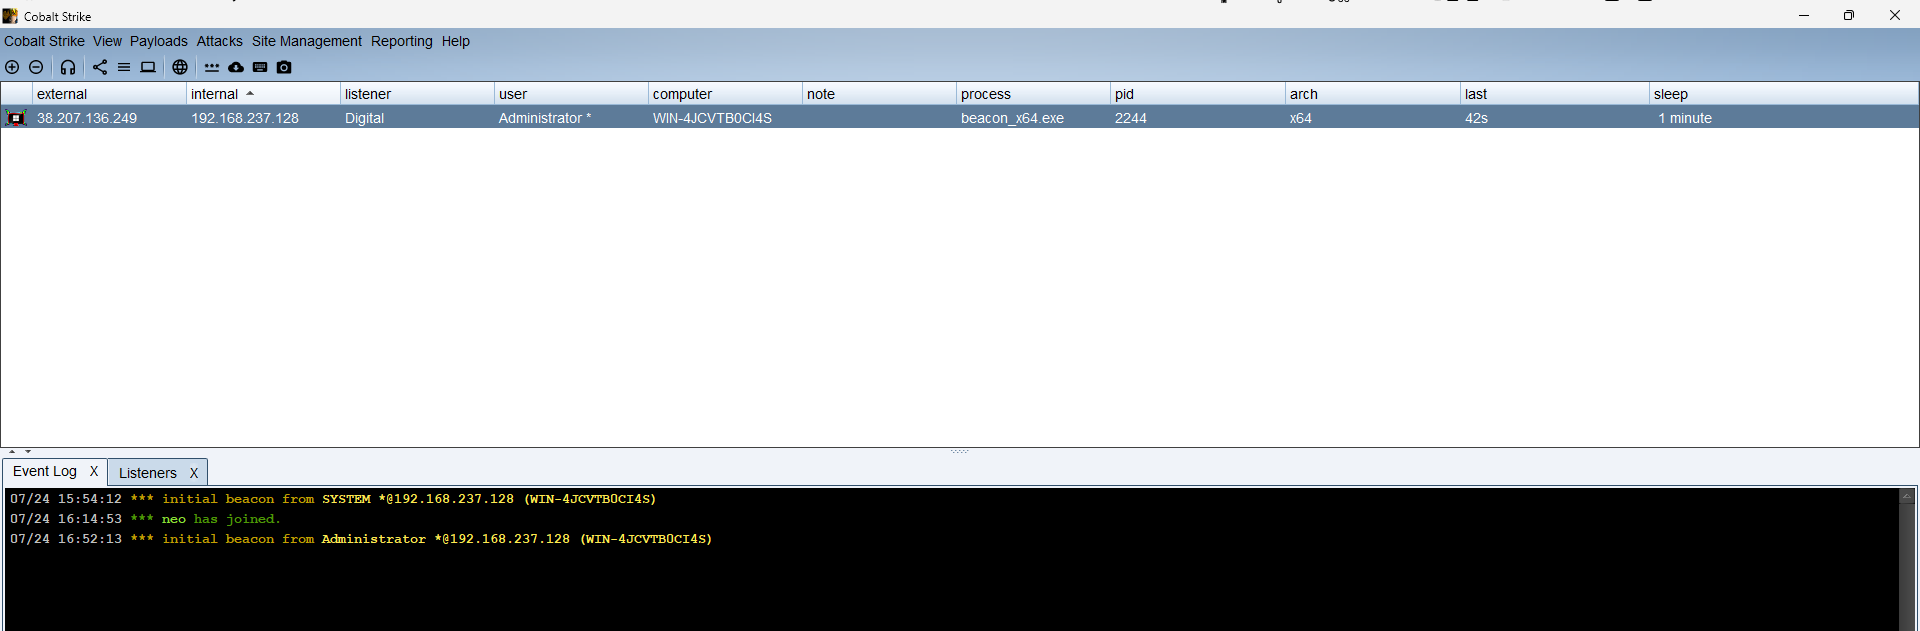 Cobalt Strike
Cobalt Strike View Payloads Attacks Site Management Reporting Help
external internal listener user computer note process pid arch last sleep
38.207.136.249 192.168.237.128 Digital Administrator * WIN-4JCVTB0CI4S beacon_x64.exe 2244 x64 42s 1 minute
Event Log X Listeners X
07/24 15:54:12 *** initial beacon from SYSTEM *@192.168.237.128 (WIN-4JCVTB0CI4S)
07/24 16:14:53 *** neo has joined.
07/24 16:52:13 *** initial beacon from Administrator *@192.168.237.128 (WIN-4JCVTB0CI4S)